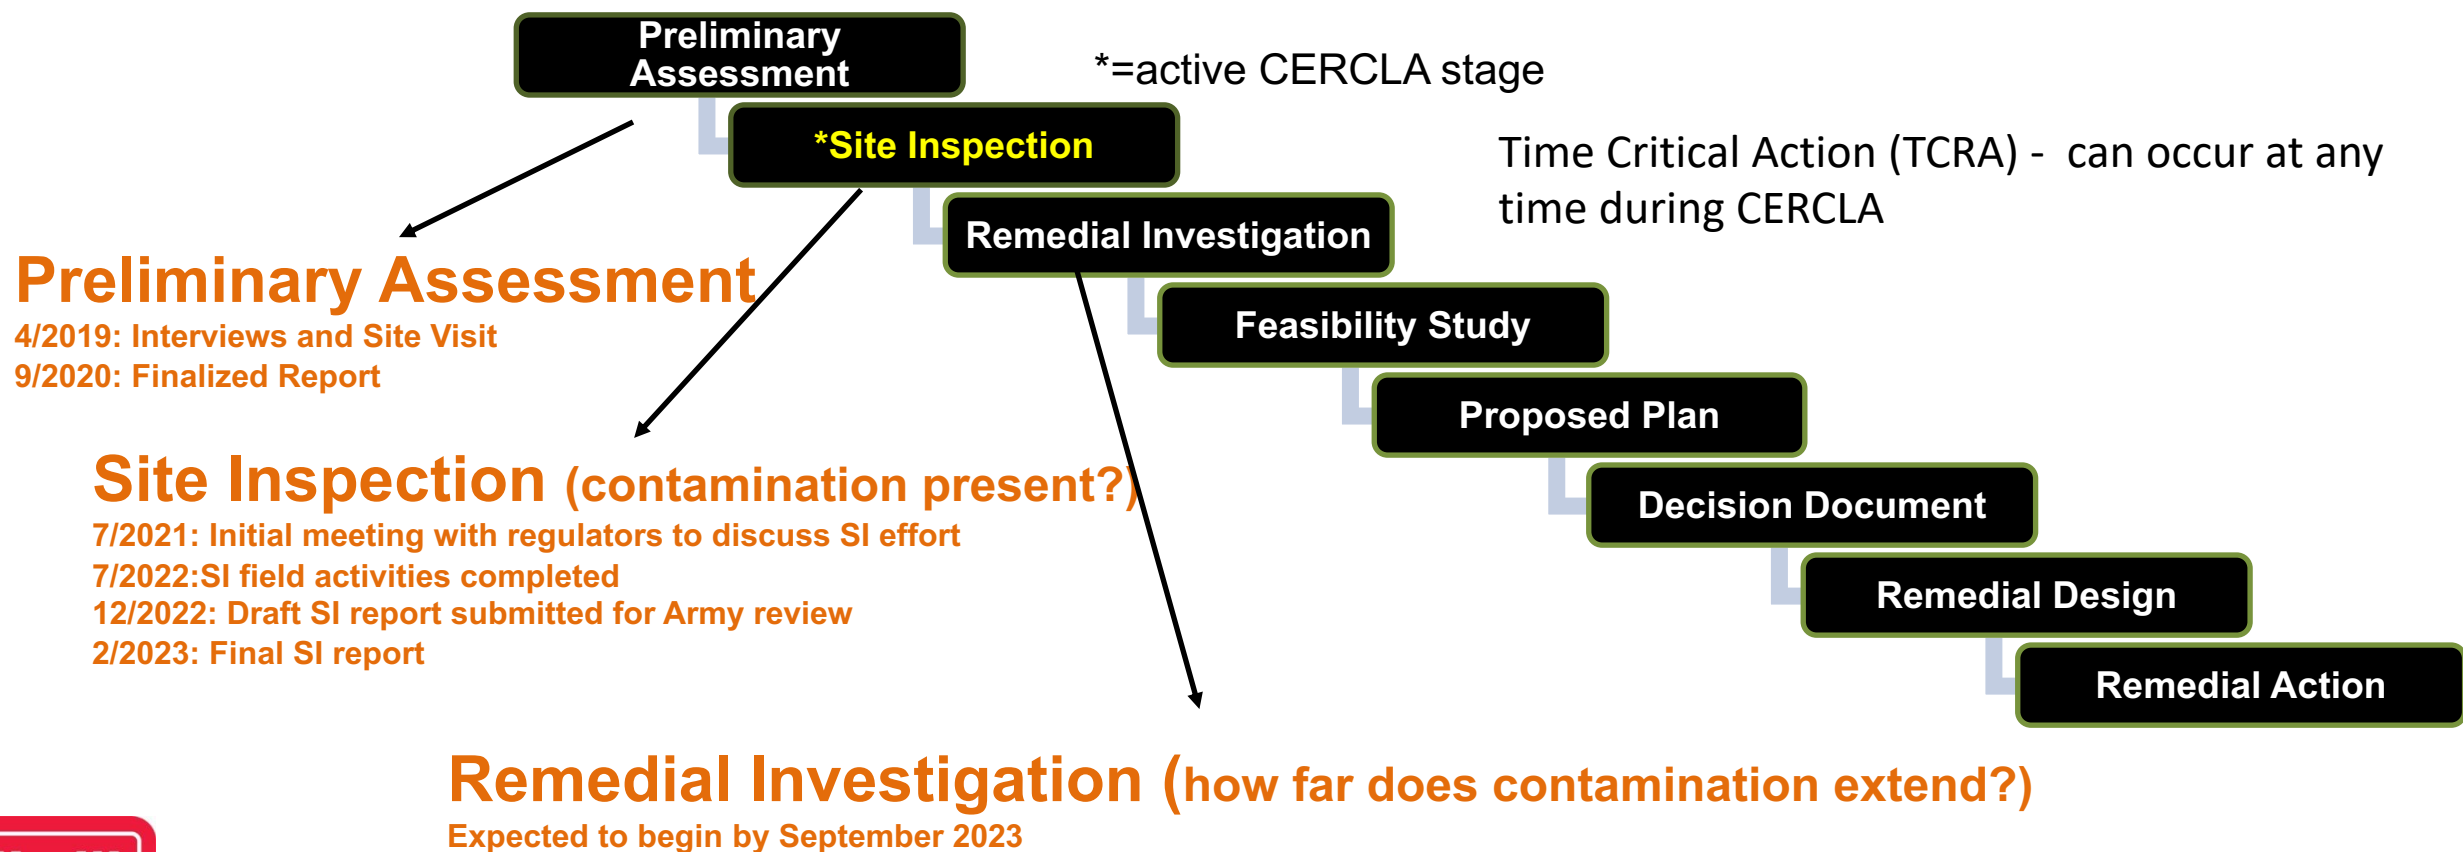 Preliminary
Assessment
*=active CERCLA stage
*Site Inspection
Time Critical Action (TCRA) - can occur at any
time during CERCLA
Remedial Investigation
Feasibility Study
Proposed Plan
Decision Document
Remedial Design
Remedial Action
Preliminary Assessment
4/2019: Interviews and Site Visit
9/2020: Finalized Report
Site Inspection (contamination present?)
7/2021: Initial meeting with regulators to discuss SI effort
7/2022:SI field activities completed
12/2022: Draft SI report submitted for Army review
2/2023: Final SI report
Remedial Investigation (how far does contamination extend?)
Expected to begin by September 2023